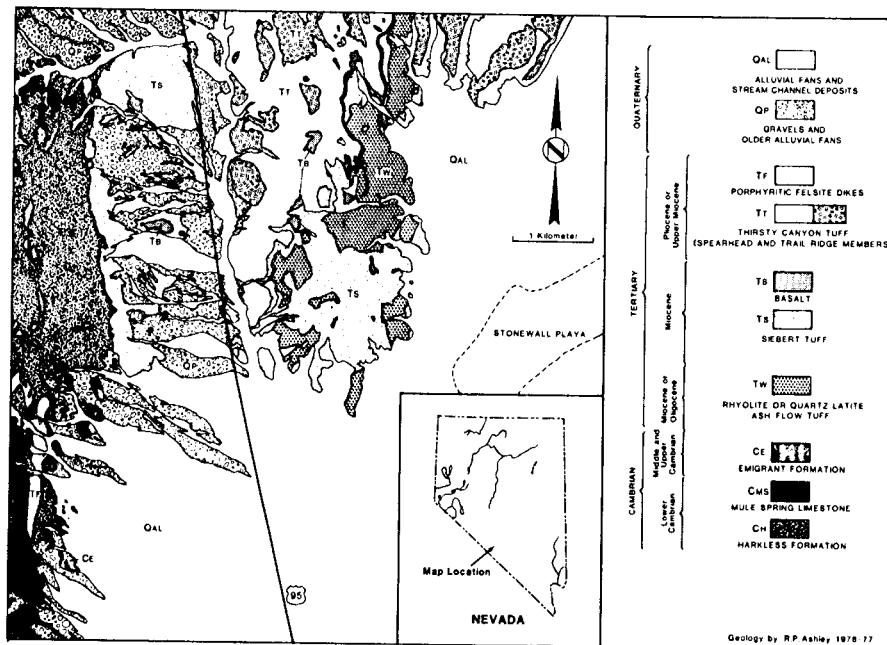 QP
TS
TT
TT
TB
TW
QAL
TB
TS
QP
TF
QAL
CE
95
1 Kilometer
STONEWALL PLAYA
Map Location
NEVADA
QUATERNARY
TERTIARY
CAMBRIAN
Pliocene or
Upper Miocene
Miocene
Miocene or
Oligocene
Middle and
Upper
Cambrian
Lower
Cambrian
QAL
ALLUVIAL FANS AND
STREAM CHANNEL DEPOSITS
QP
GRAVELS AND
OLDER ALLUVIAL FANS
TF
PORPHYRITIC FELSITE DIKES
TT
THIRSTY CANYON TUFF
(SPEARHEAD AND TRAIL RIDGE MEMBERS)
TB
BASALT
TS
SIEBERT TUFF
TW
RHYOLITE OR QUARTZ LATITE
ASH FLOW TUFF
CE
EMIGRANT FORMATION
CMS
MULE SPRING LIMESTONE
CH
HARKLESS FORMATION
Geology by R.P. Ashley 1976-77